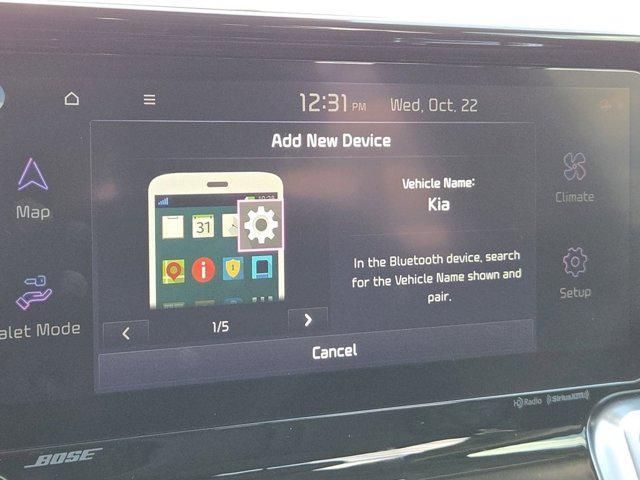 12:31 PM Wed, Oct. 22
Add New Device
Map
alet Mode
31
Vehicle Name:
Kia
In the Bluetooth device, search
for the Vehicle Name shown and
pair.
1/5
Cancel
Climate
Setup
HD Radio ((SiriusXM))
BOSE